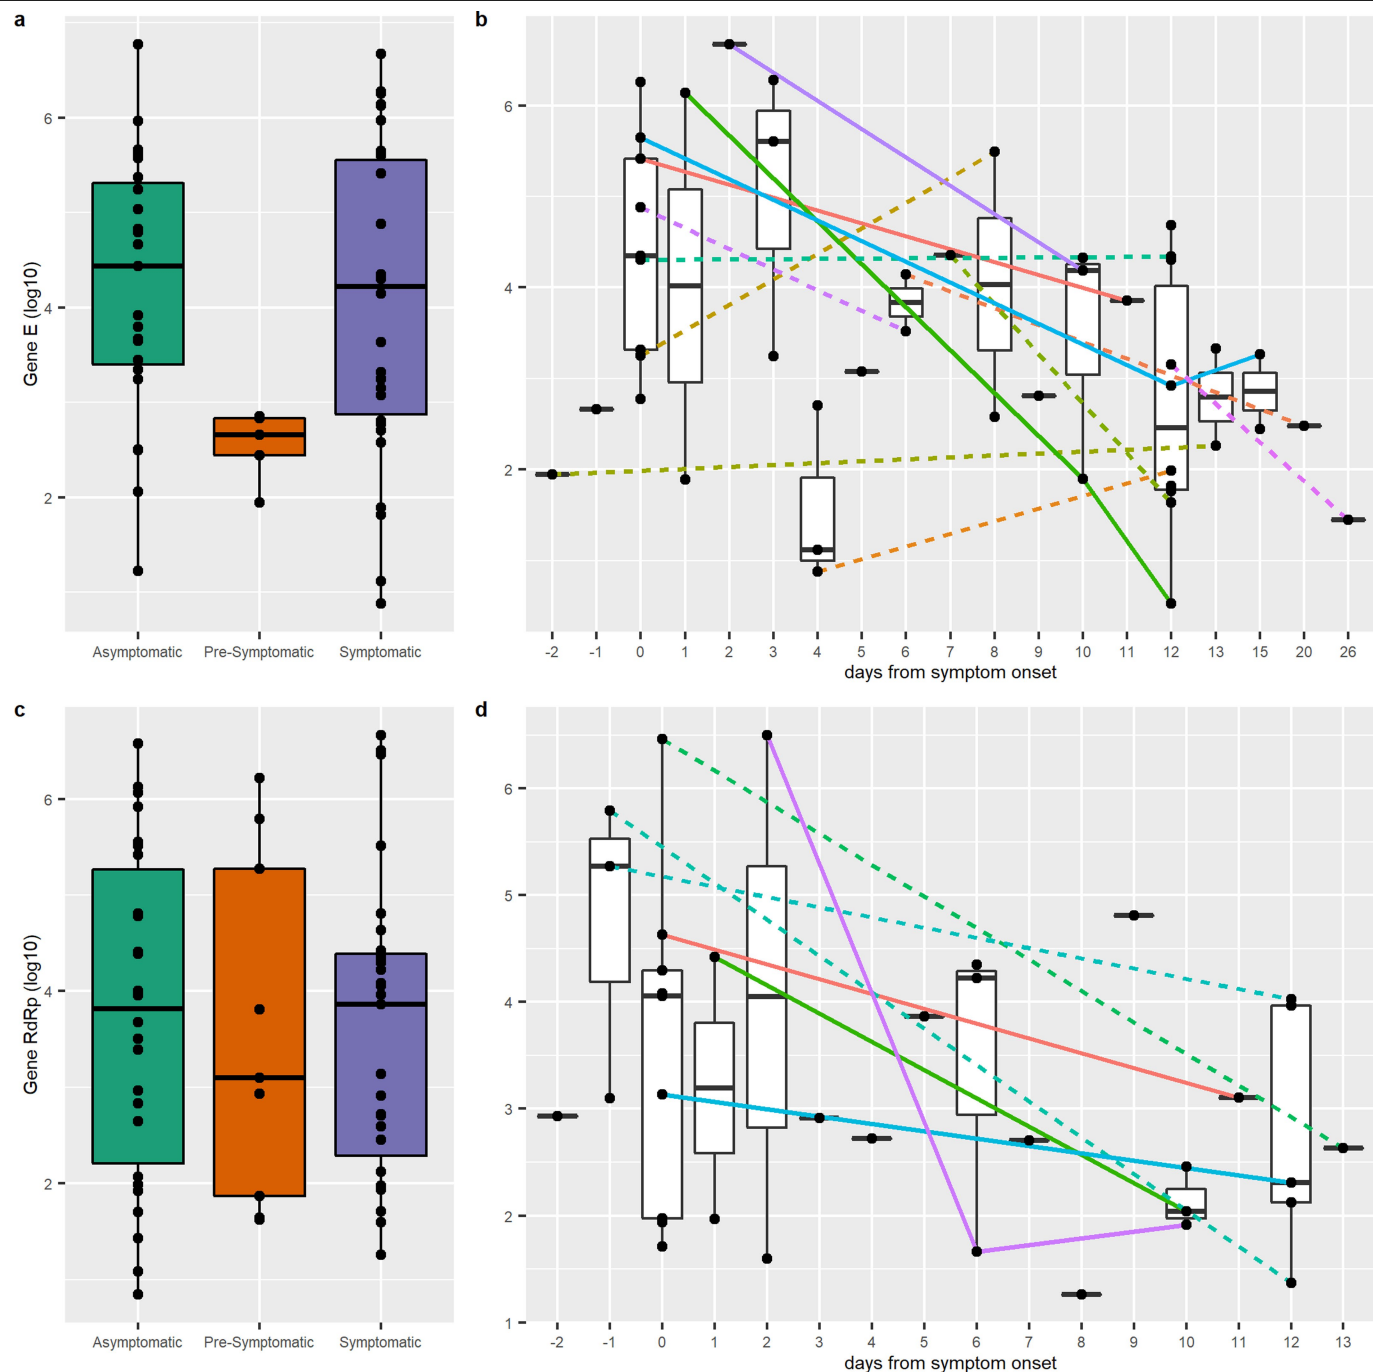 a
b
Gene E (log10)
6
4
2
Asymptomatic Pre-Symptomatic Symptomatic
6
4
2
-2 -1 0 1 2 3 4 5 6 7 8 9 10 11 12 13 15 20 26
days from symptom onset
c
d
Gene RdRp (log10)
6
4
2
Asymptomatic Pre-Symptomatic Symptomatic
6
5
4
3
2
1
-2 -1 0 1 2 3 4 5 6 7 8 9 10 11 12 13
days from symptom onset